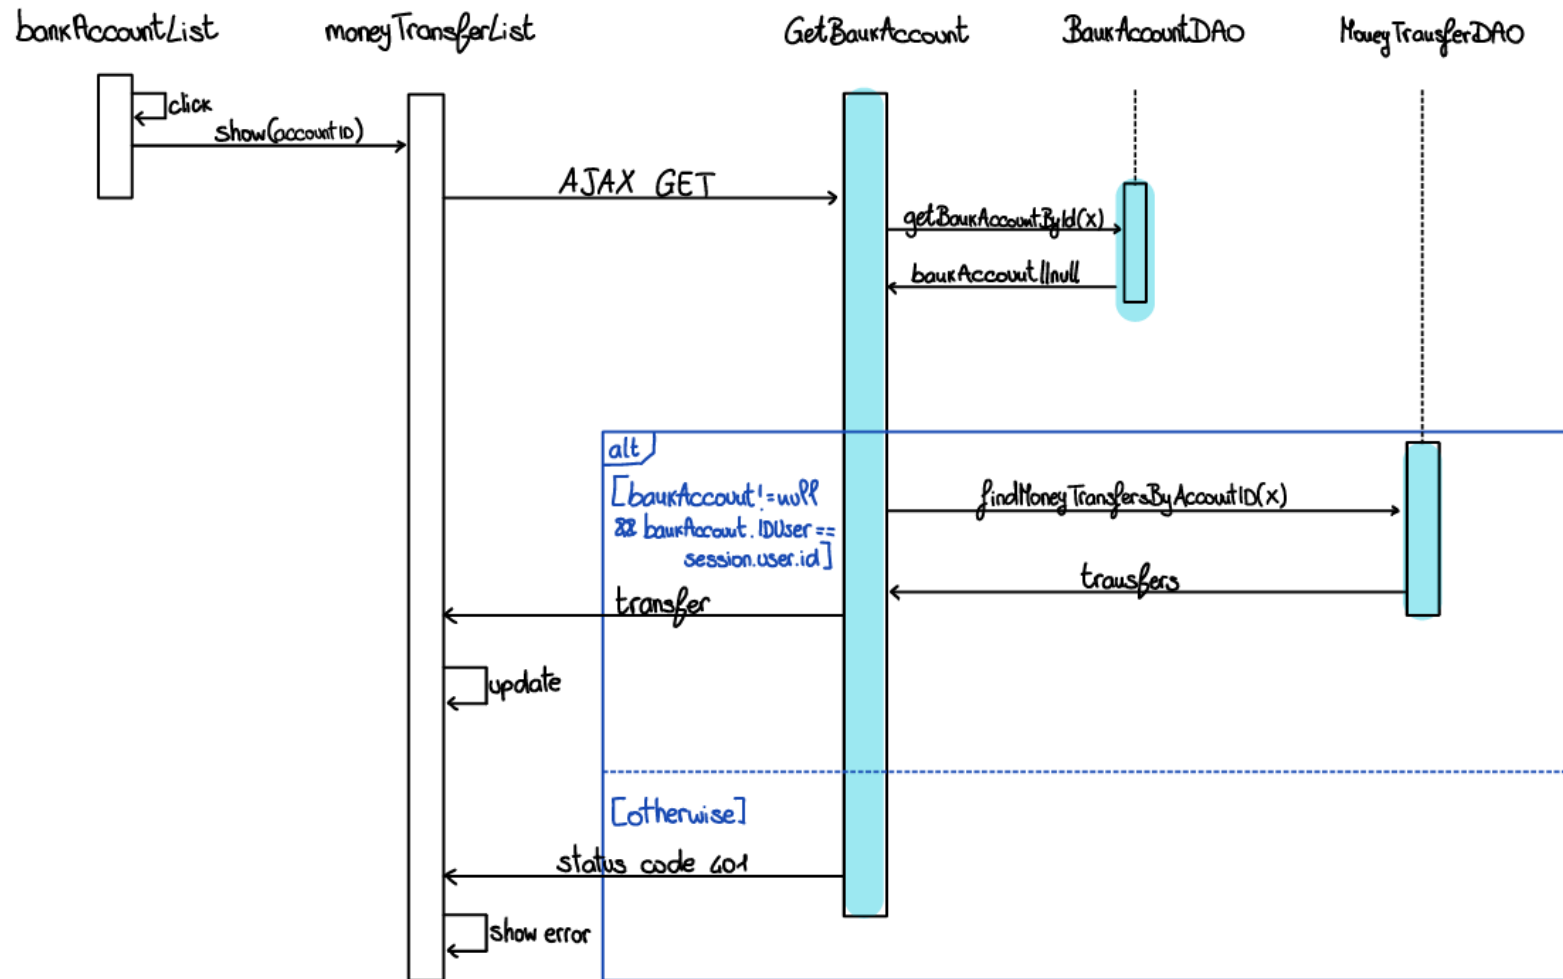 bankAccountList
moneyTransferList
GetBankAccount
BankAccountDAO
MoneyTransferDAO
click
show(accountID)
AJAX GET
getBankAccountById(x)
bankAccount||null
alt
[bankAccount!=null
&& bankAccount.IDUser==
session.user.id]
findMoneyTransfersByAccountID(x)
transfers
transfer
update
[otherwise]
status code 401
show error